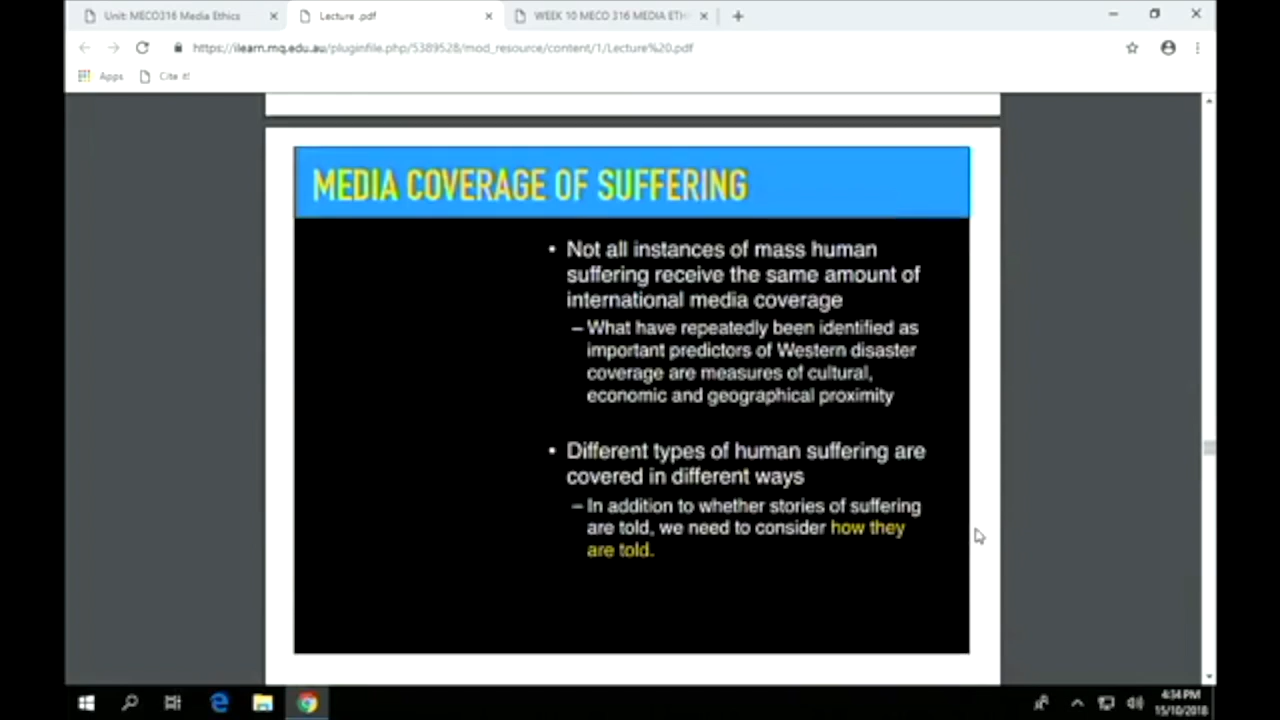 Unit: MECO316 Media Ethics
Lecture .pdf
WEEK 10 MECO 316 MEDIA ETH
https://ilearn.mq.edu.au/pluginfile.php/5389528/mod_resource/content/1/Lecture%20.pdf
Apps
Cite it!
MEDIA COVERAGE OF SUFFERING
• Not all instances of mass human
suffering receive the same amount of
international media coverage
– What have repeatedly been identified as
important predictors of Western disaster
coverage are measures of cultural,
economic and geographical proximity
• Different types of human suffering are
covered in different ways
– In addition to whether stories of suffering
are told, we need to consider how they
are told.
4:34 PM
15/10/2018